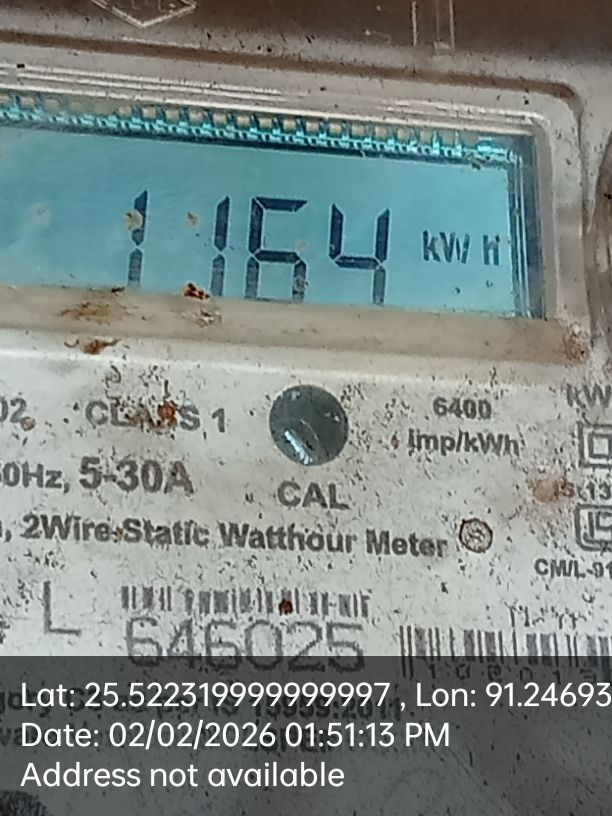 1164 kWh
CLASS 1
6400
imp/kWh
5-30A
CAL
2Wire Static Watthour Meter
CM/L-91
L 646025
Lat: 25.522319999999997 , Lon: 91.24693
Date: 02/02/2026 01:51:13 PM
Address not available